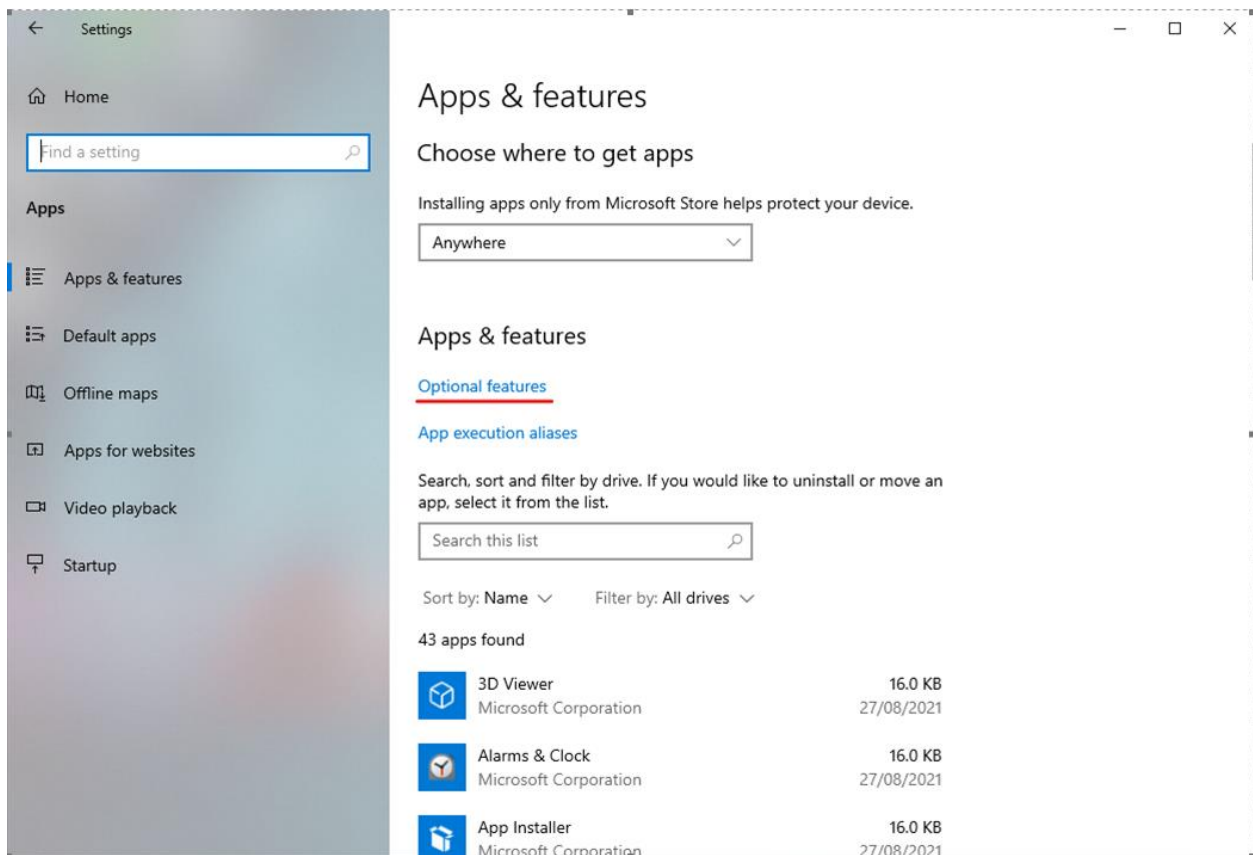 Settings
Home
Find a setting
Apps
Apps & features
Default apps
Offline maps
Apps for websites
Video playback
Startup
Apps & features
Choose where to get apps
Installing apps only from Microsoft Store helps protect your device.
Anywhere
Apps & features
Optional features
App execution aliases
Search, sort and filter by drive. If you would like to uninstall or move an
app, select it from the list.
Search this list
Sort by: Name Filter by: All drives
43 apps found
3D Viewer 16.0 KB
Microsoft Corporation 27/08/2021
Alarms & Clock 16.0 KB
Microsoft Corporation 27/08/2021
App Installer 16.0 KB
Microsoft Corporation 27/08/2021